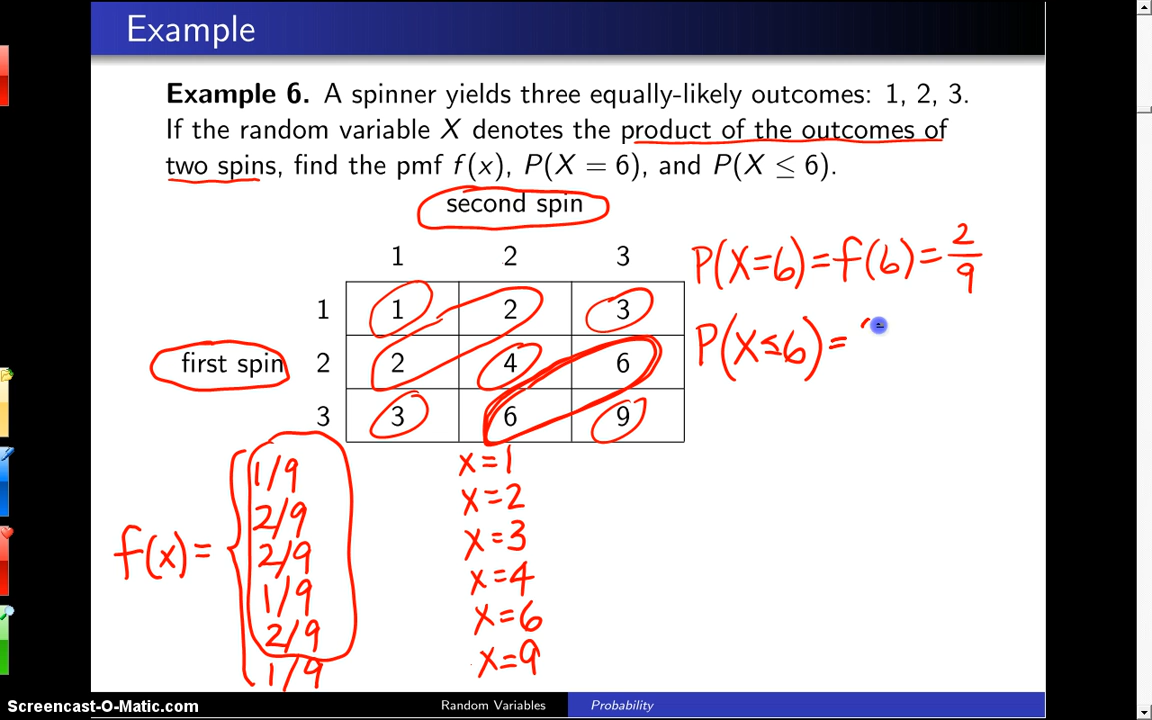 Example
Example 6. A spinner yields three equally-likely outcomes: 1, 2, 3.
If the random variable X denotes the product of the outcomes of
two spins, find the pmf f(x), P(X = 6), and P(X ≤ 6).
second spin
1 2 3
1 1 2 3
first spin 2 2 4 6
3 3 6 9
P(X=6)=f(6)=2/9
P(X≤6)=
f(x)=
1/9 x=1
2/9 x=2
2/9 x=3
1/9 x=4
2/9 x=6
1/9 x=9
Screencast-O-Matic.com
Random Variables Probability